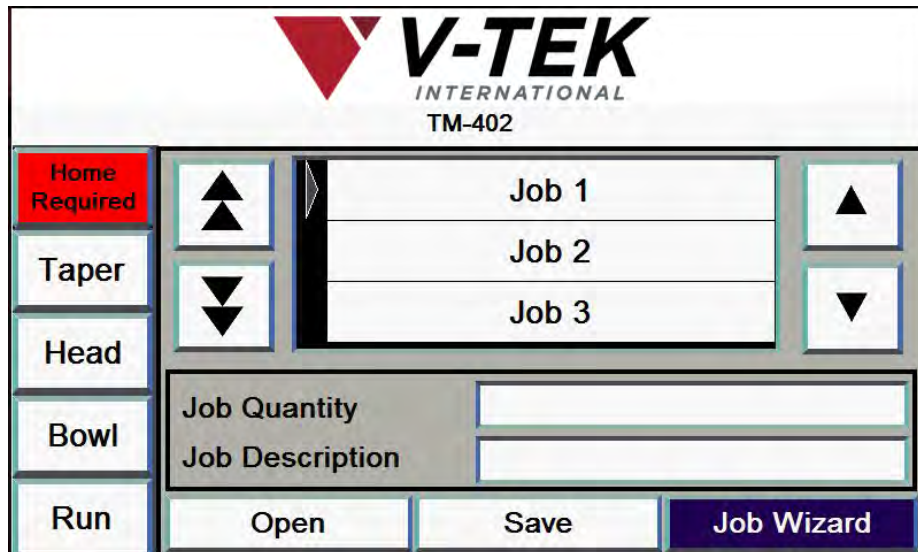 V-TEK
INTERNATIONAL
TM-402
Home
Required
Taper
Head
Bowl
Run
Job 1
Job 2
Job 3
Job Quantity
Job Description
Open
Save
Job Wizard